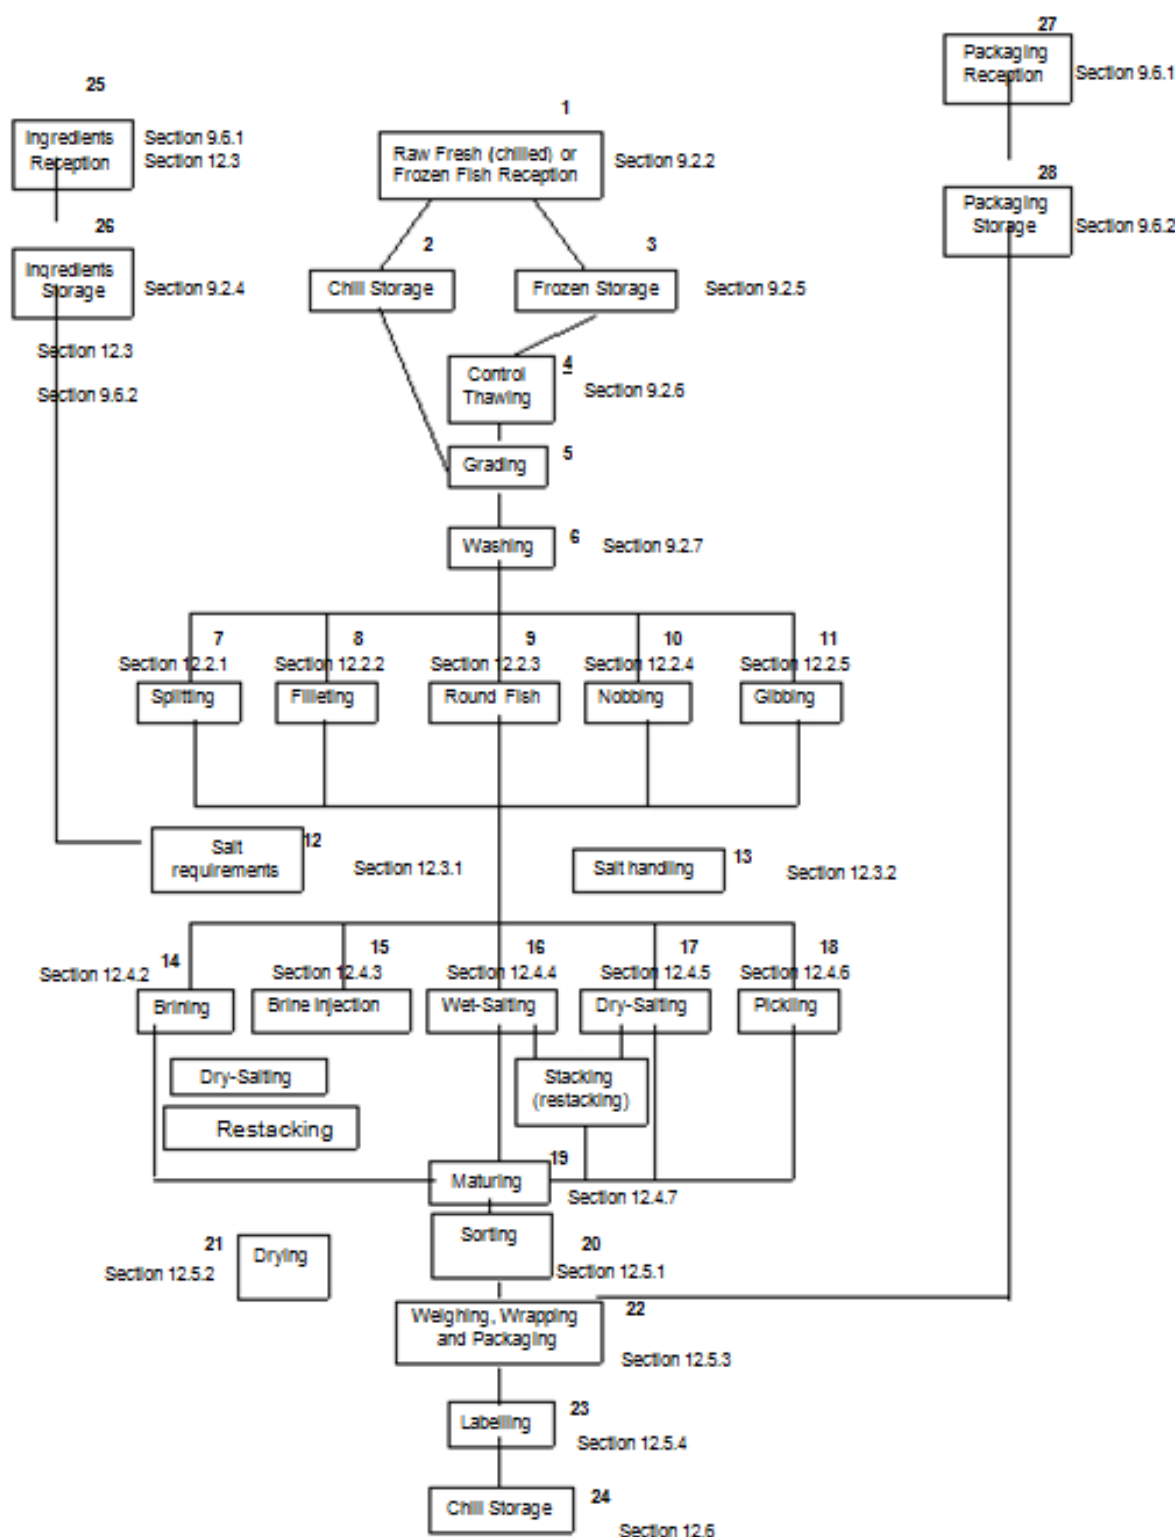 27
Packaging
Reception
Section 9.6.1
25
Ingredients
Reception
Section 9.6.1
Section 12.3
1
Raw Fresh (chilled) or
Frozen Fish Reception
Section 9.2.2
28
Packaging
Storage
Section 9.6.2
26
Ingredients
Storage
Section 9.2.4
Section 12.3
Section 9.6.2
2
Chill Storage
3
Frozen Storage
Section 9.2.5
4
Control
Thawing
Section 9.2.6
5
Grading
6
Washing
Section 9.2.7
7
Section 12.2.1
Splitting
8
Section 12.2.2
Filleting
9
Section 12.2.3
Round Fish
10
Section 12.2.4
Nobbing
11
Section 12.2.5
Gibbing
12
Salt
requirements
Section 12.3.1
13
Salt handling
Section 12.3.2
14
Section 12.4.2
Brining
15
Section 12.4.3
Brine Injection
16
Section 12.4.4
Wet-Salting
17
Section 12.4.5
Dry-Salting
18
Section 12.4.6
Pickling
Dry-Salting
Restacking
Stacking
(restacking)
19
Maturing
Section 12.4.7
Sorting
20
Section 12.5.1
21
Section 12.5.2
Drying
22
Weighing, Wrapping
and Packaging
Section 12.5.3
23
Labelling
Section 12.5.4
24
Chill Storage
Section 12.6